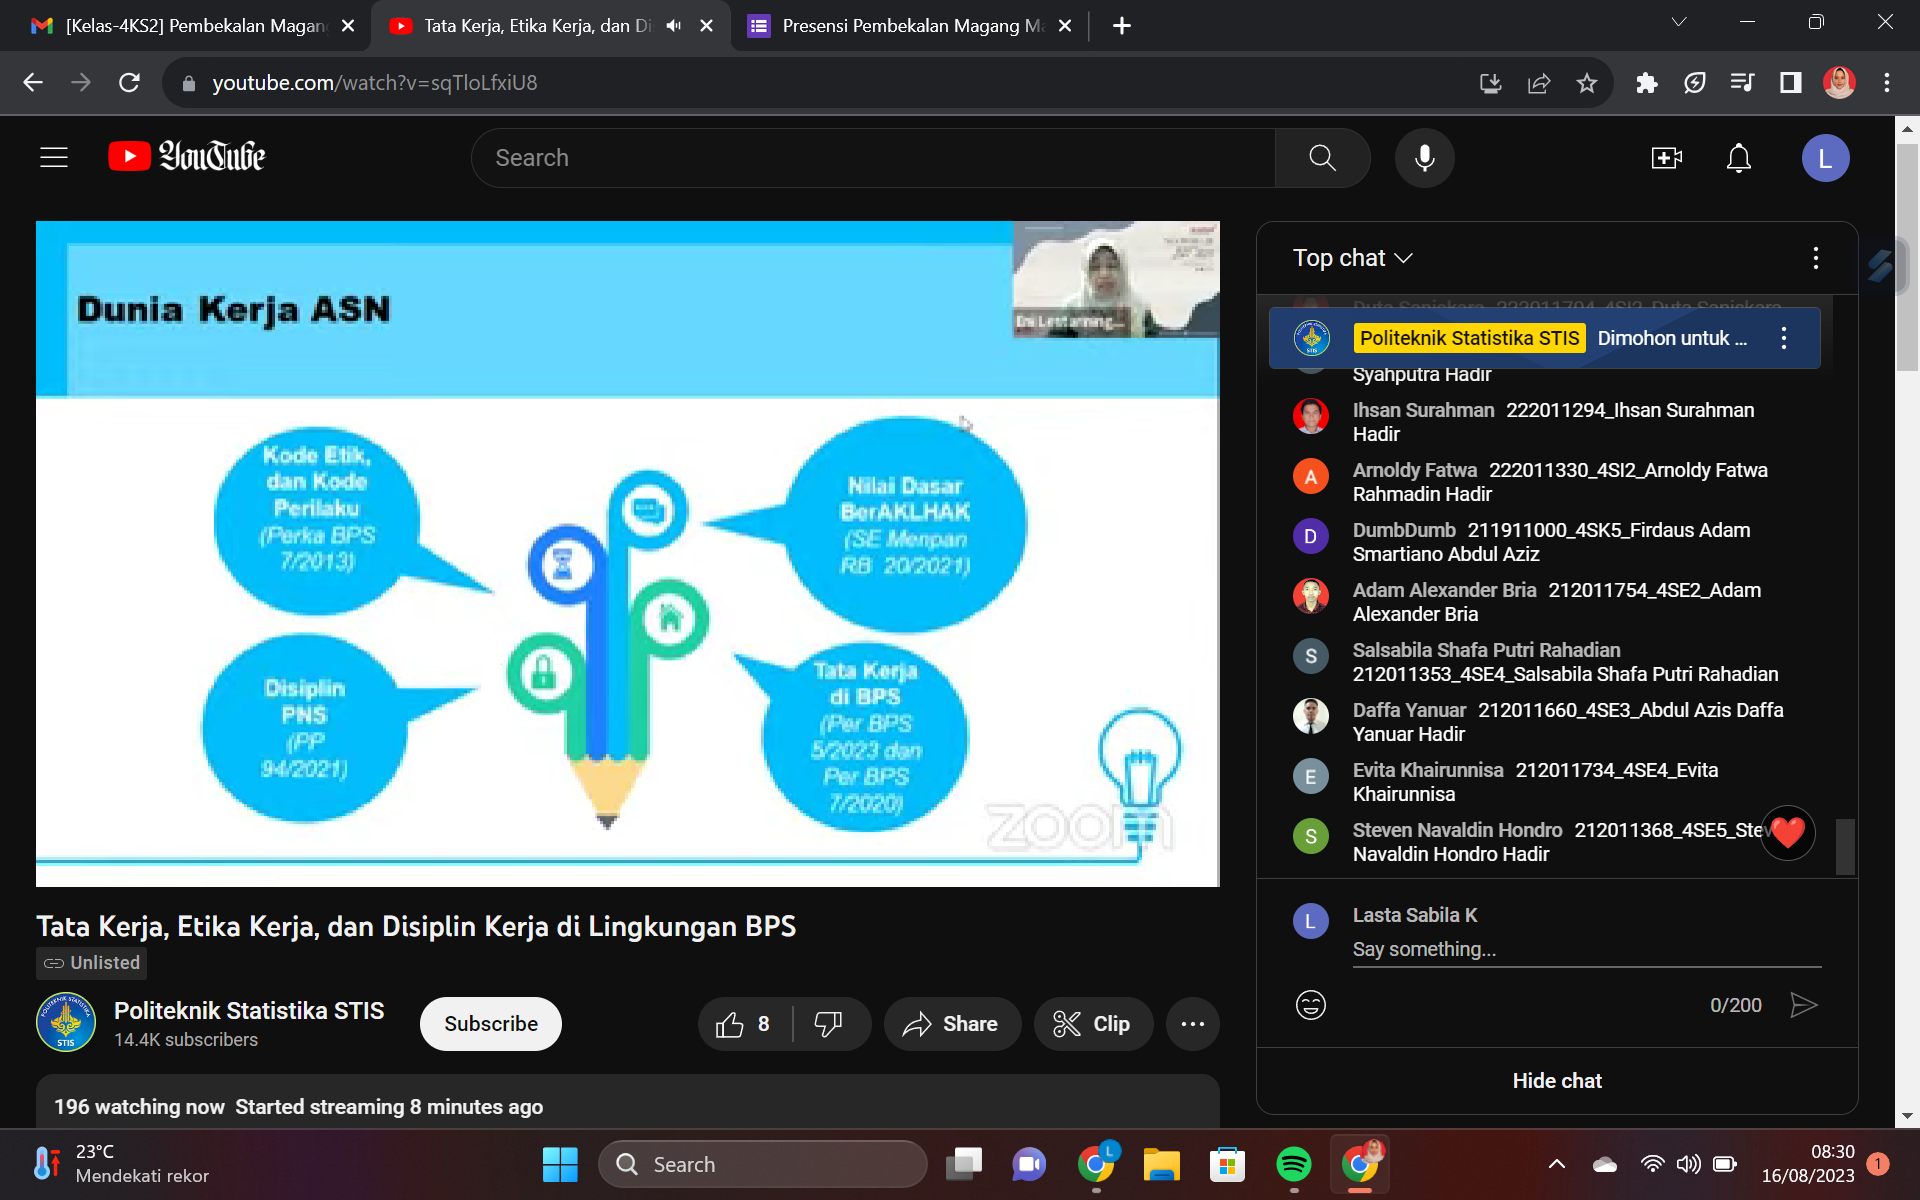 [Kelas-4KS2] Pembekalan Magan
Tata Kerja, Etika Kerja, dan Di
Presensi Pembekalan Magang M
youtube.com/watch?v=sqTloLfxiU8
YouTube
Search
L
Dunia Kerja ASN
Kode Etik,
dan Kode
Perilaku
(Perka BPS
7/2013)
Nilai Dasar
BerAKLHAK
(SE Menpan
RB 20/2021)
Disiplin
PNS
(PP
94/2021)
Tata Kerja
di BPS
(Per BPS
5/2023 dan
Per BPS
7/2020)
zoom
Tata Kerja, Etika Kerja, dan Disiplin Kerja di Lingkungan BPS
Unlisted
Politeknik Statistika STIS
14.4K subscribers
Subscribe
8
Share
Clip
196 watching now Started streaming 8 minutes ago
Top chat
Politeknik Statistika STIS Dimohon untuk ...
Syahputra Hadir
Ihsan Surahman 222011294_Ihsan Surahman
Hadir
A
Arnoldy Fatwa 222011330_4SI2_Arnoldy Fatwa
Rahmadin Hadir
D
DumbDumb 211911000_4SK5_Firdaus Adam
Smartiano Abdul Aziz
Adam Alexander Bria 212011754_4SE2_Adam
Alexander Bria
S
Salsabila Shafa Putri Rahadian
212011353_4SE4_Salsabila Shafa Putri Rahadian
Daffa Yanuar 212011660_4SE3_Abdul Azis Daffa
Yanuar Hadir
E
Evita Khairunnisa 212011734_4SE4_Evita
Khairunnisa
S
Steven Navaldin Hondro 212011368_4SE5_Stev
Navaldin Hondro Hadir
L
Lasta Sabila K
Say something...
0/200
Hide chat
23°C
Mendekati rekor
Search
L
08:30
16/08/2023
1